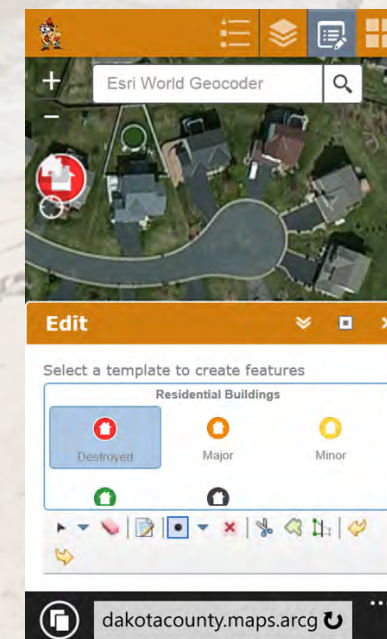 Esri World Geocoder
Edit
Select a template to create features
Residential Buildings
Destroyed
Major
Minor
dakotacounty.maps.arcg